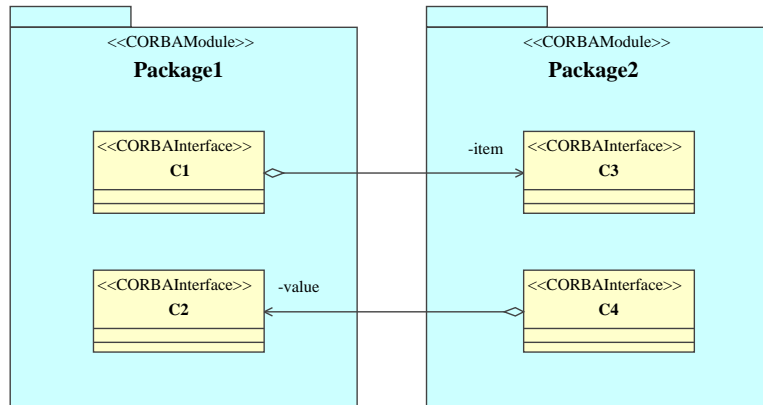 <<CORBAModule>>
Package1
<<CORBAInterface>>
C1
<<CORBAInterface>>
C2
-item
-value
<<CORBAModule>>
Package2
<<CORBAInterface>>
C3
<<CORBAInterface>>
C4